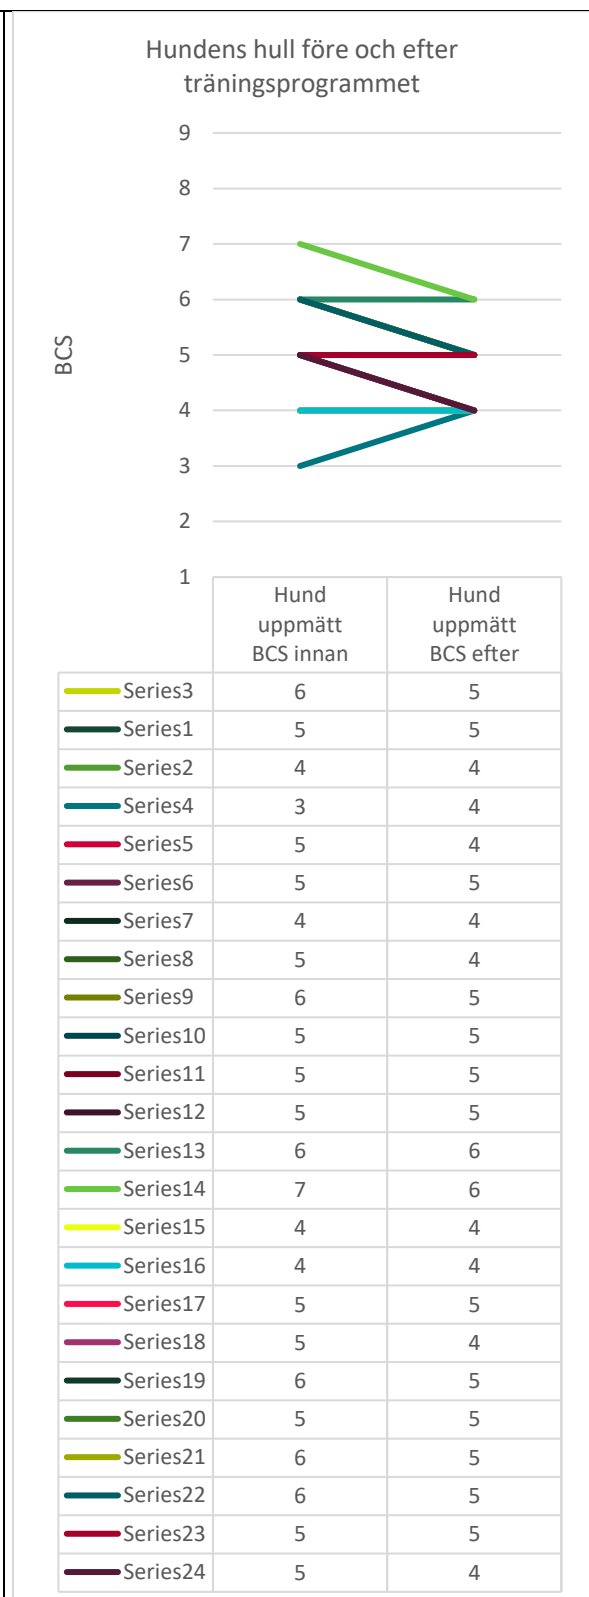 Hundens hull före och efter
träningsprogrammet
9
8
7
6
5
4
3
2
1
BCS
Hund uppmätt BCS innan
Hund uppmätt BCS efter
Series3 6 5
Series1 5 5
Series2 4 4
Series4 3 4
Series5 5 4
Series6 5 5
Series7 4 4
Series8 5 4
Series9 6 5
Series10 5 5
Series11 5 5
Series12 5 5
Series13 6 6
Series14 7 6
Series15 4 4
Series16 4 4
Series17 5 5
Series18 5 4
Series19 6 5
Series20 5 5
Series21 6 5
Series22 6 5
Series23 5 5
Series24 5 4